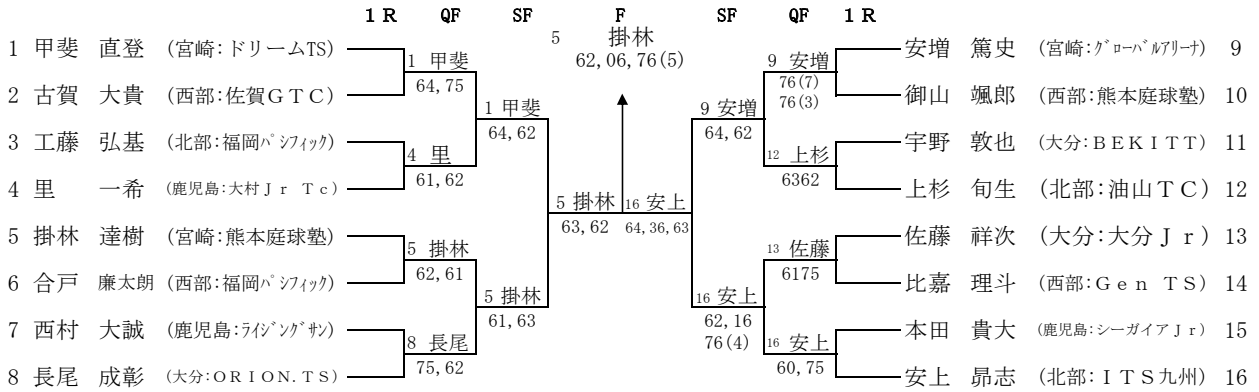 1 R QF SF F SF QF 1 R
5 掛林
62,06,76(5)
1 甲斐 直登 (宮崎:ドリームTS)
1 甲斐
64,75
2 古賀 大貴 (西部:佐賀GTC)
1 甲斐
64,62
3 工藤 弘基 (北部:福岡パシフィック)
4 里
61,62
4 里 一希 (鹿児島:大村Jr Tc)
5 掛林
63,62
5 掛林 達樹 (宮崎:熊本庭球塾)
5 掛林
62,61
6 合戸 廉太朗 (西部:福岡パシフィック)
5 掛林
61,63
7 西村 大誠 (鹿児島:ライジングサン)
8 長尾
75,62
8 長尾 成彰 (大分:ORION.TS)
安増 篤史 (宮崎:グローバルアリーナ) 9
9 安増
76(7)
76(3)
御山 颯郎 (西部:熊本庭球塾) 10
9 安増
64,62
宇野 敦也 (大分:BEKITT) 11
12 上杉
6362
上杉 旬生 (北部:油山TC) 12
16 安上
64,36,63
佐藤 祥次 (大分:大分Jr) 13
13 佐藤
6175
比嘉 理斗 (西部:Gen TS) 14
16 安上
62,16
76(4)
本田 貴大 (鹿児島:シーガイアJr) 15
16 安上
60,75
安上 昴志 (北部:ITS九州) 16